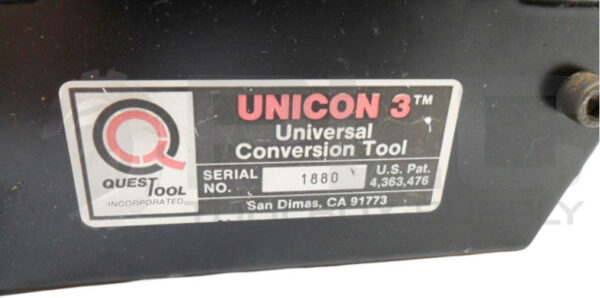 UNICON 3™
Universal
Conversion Tool
QUEST TOOL
INCORPORATED
SERIAL NO. 1880
U.S. Pat.
4,363,476
San Dimas, CA 91773